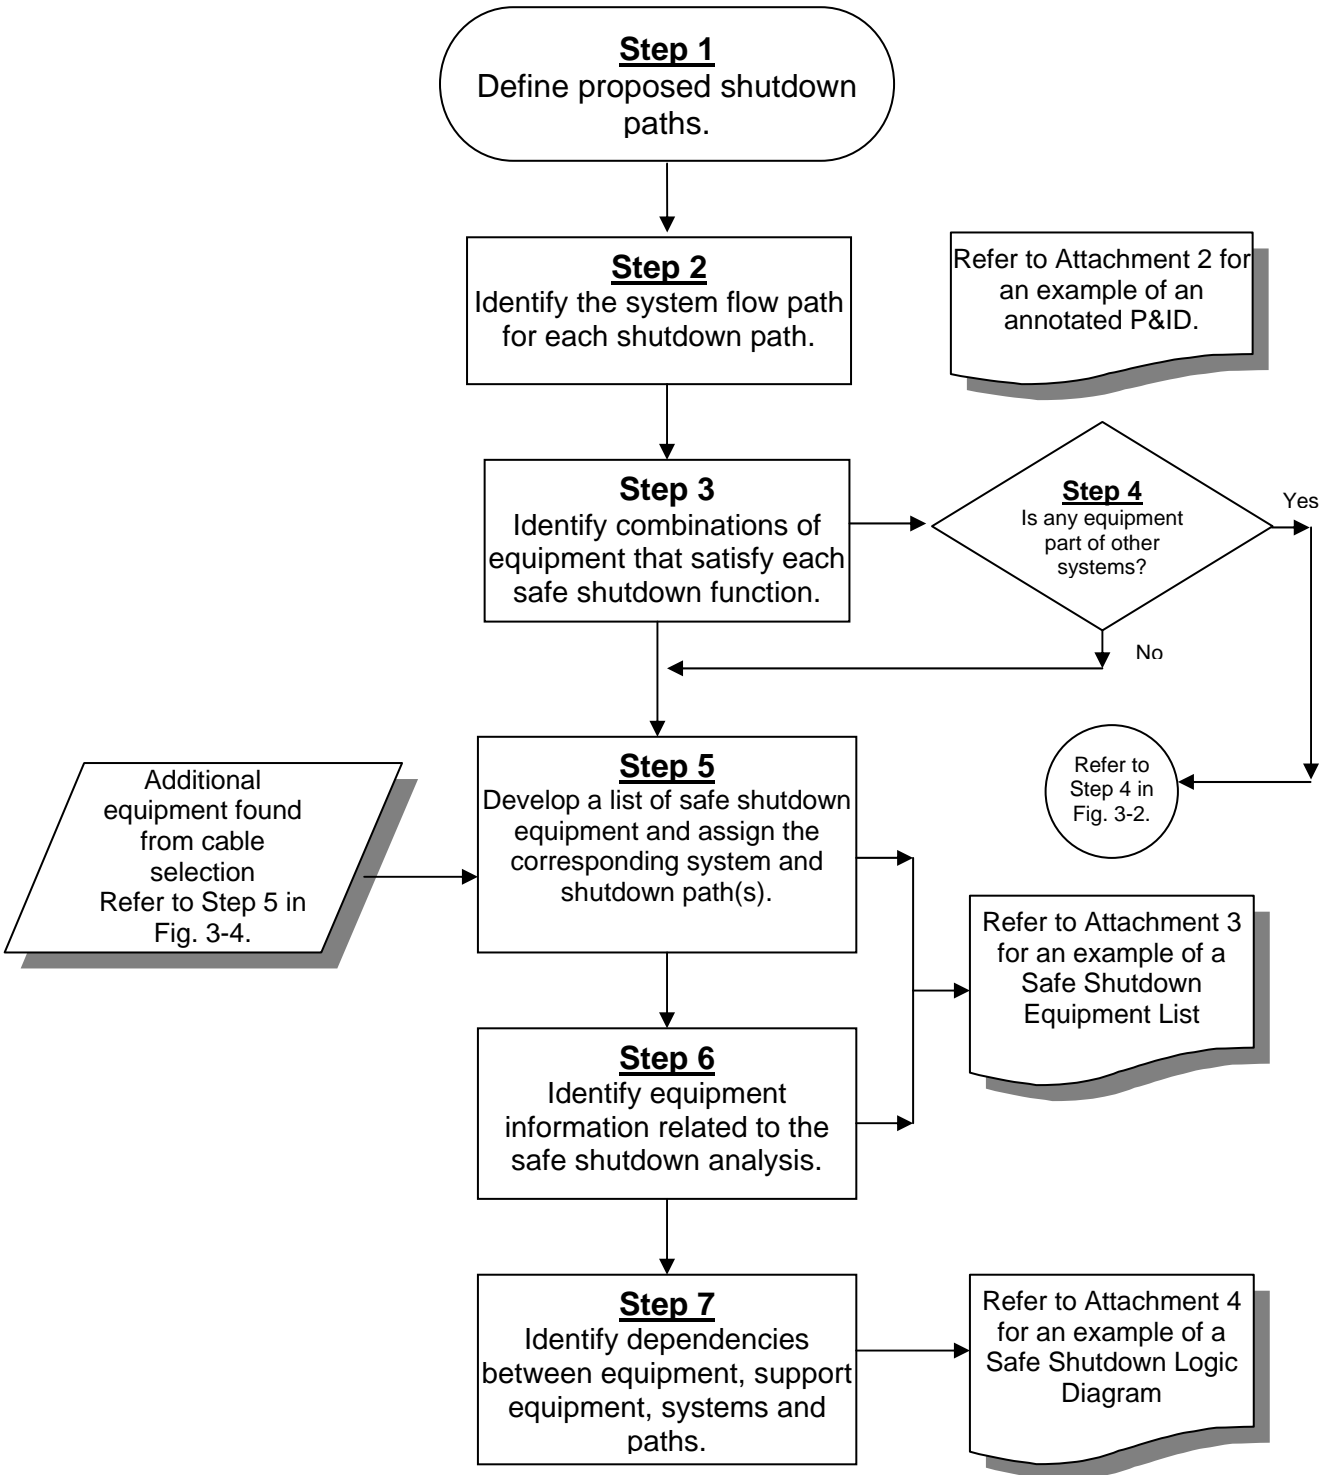 Step 1
Define proposed shutdown
paths.
Step 2
Identify the system flow path
for each shutdown path.
Refer to Attachment 2 for
an example of an
annotated P&ID.
Step 3
Identify combinations of
equipment that satisfy each
safe shutdown function.
Step 4
Is any equipment
part of other
systems?
Yes
No
Refer to
Step 4 in
Fig. 3-2.
Additional
equipment found
from cable
selection
Refer to Step 5 in
Fig. 3-4.
Step 5
Develop a list of safe shutdown
equipment and assign the
corresponding system and
shutdown path(s).
Refer to Attachment 3
for an example of a
Safe Shutdown
Equipment List
Step 6
Identify equipment
information related to the
safe shutdown analysis.
Step 7
Identify dependencies
between equipment, support
equipment, systems and
paths.
Refer to Attachment 4
for an example of a
Safe Shutdown Logic
Diagram